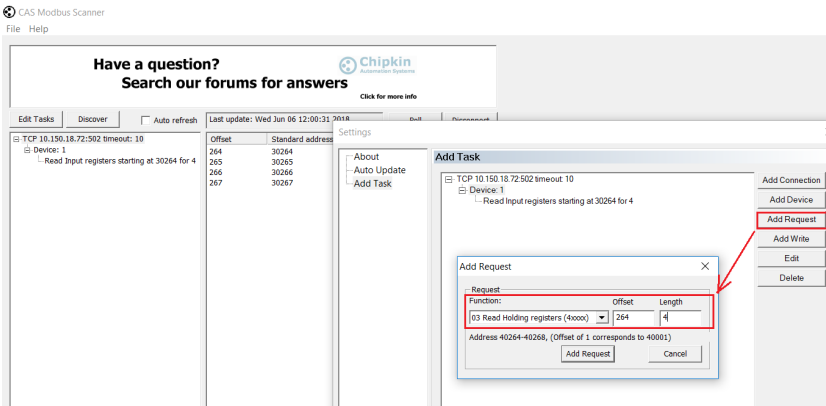 CAS Modbus Scanner
File Help
Have a question?
Search our forums for answers
Chipkin
Automation Systems
Click for more info
Edit Tasks Discover Auto refresh Last update: Wed Jun 06 12:00:31 2018 Poll Disconnect
TCP 10.150.18.72:502 timeout: 10
Device: 1
Read Input registers starting at 30264 for 4
Offset Standard address
264 30264
265 30265
266 30266
267 30267
Settings
About
Auto Update
Add Task
Add Task
TCP 10.150.18.72:502 timeout: 10
Device: 1
Read Input registers starting at 30264 for 4
Add Connection
Add Device
Add Request
Add Write
Edit
Delete
Add Request
Request
Function: Offset Length
03 Read Holding registers (4xxxx) 264 4
Address 40264-40268, (Offset of 1 corresponds to 40001)
Add Request Cancel